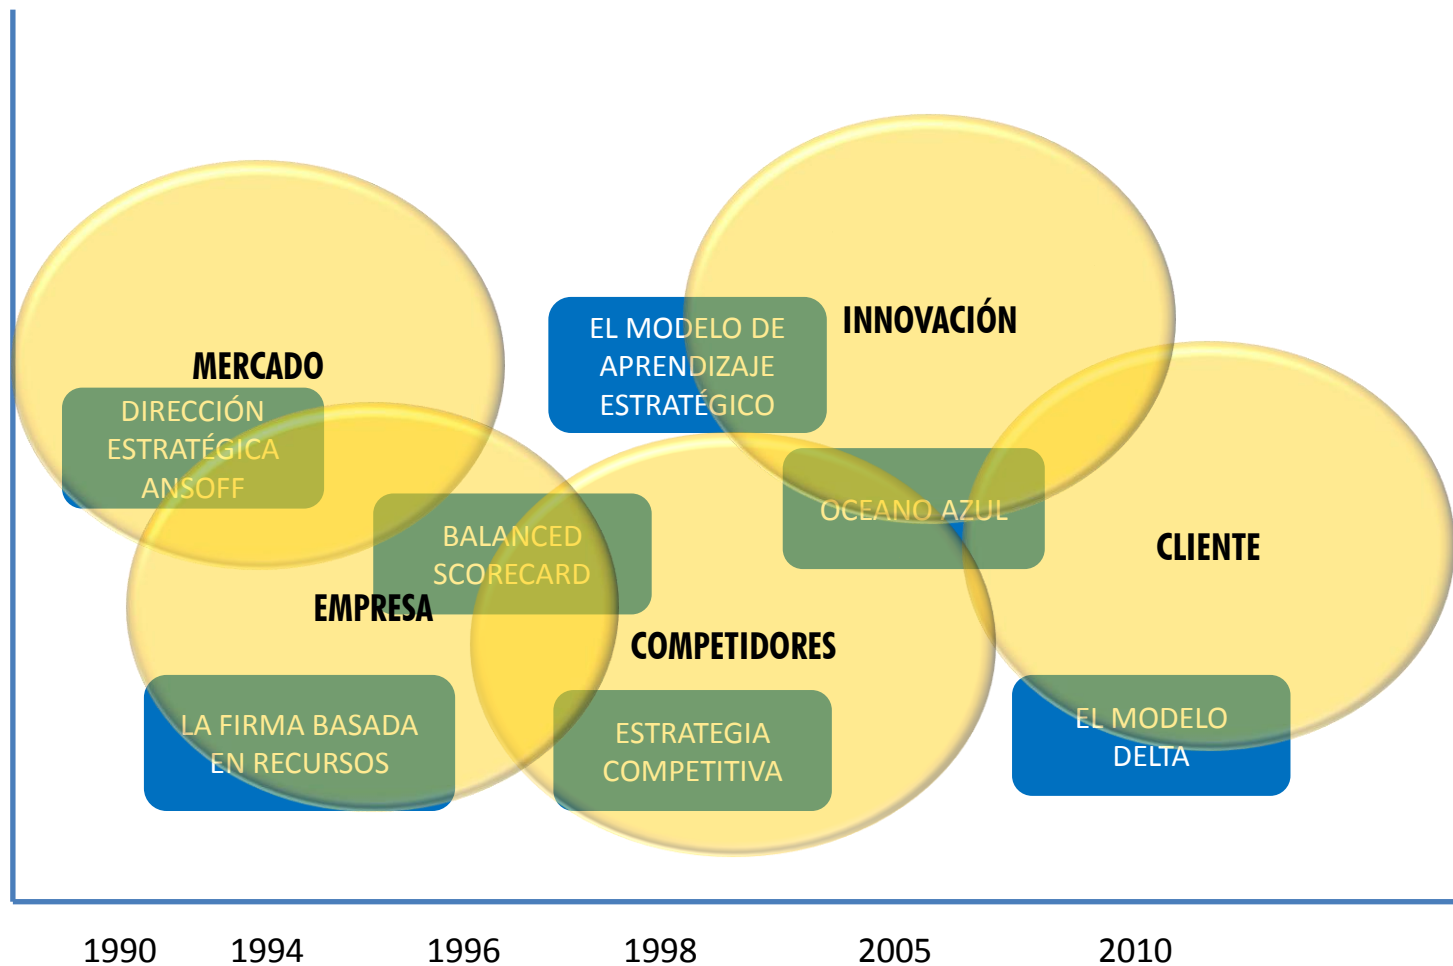 MERCADO
DIRECCIÓN
ESTRATÉGICA
ANSOFF
EL MODELO DE
APRENDIZAJE
ESTRATÉGICO
INNOVACIÓN
BALANCED
SCORECARD
OCEANO AZUL
CLIENTE
EMPRESA
COMPETIDORES
LA FIRMA BASADA
EN RECURSOS
ESTRATEGIA
COMPETITIVA
EL MODELO
DELTA
1990 1994 1996 1998 2005 2010